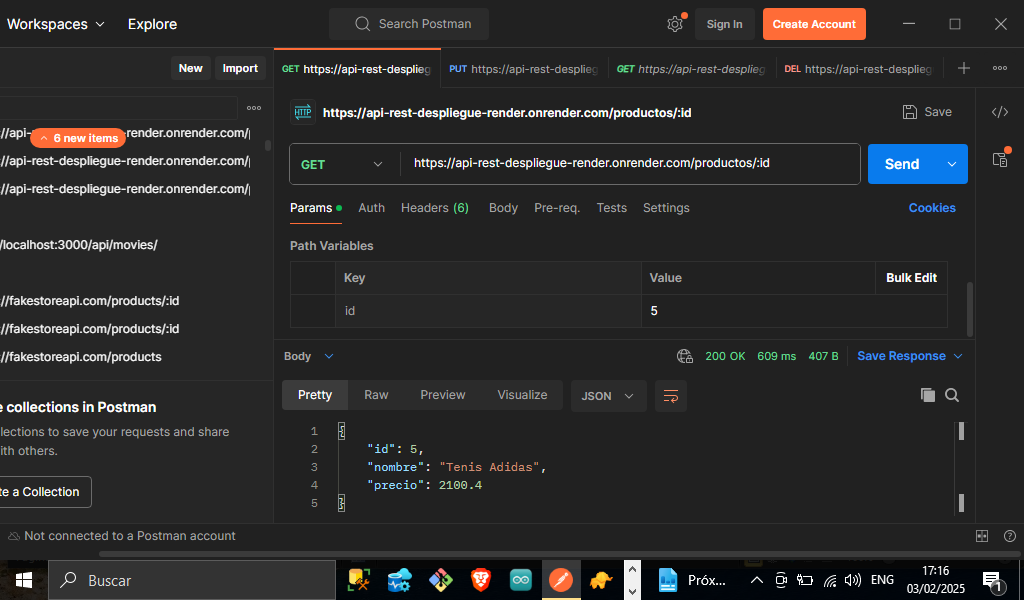 Workspaces Explore Search Postman Sign In Create Account
New Import GET https://api-rest-desplieg PUT https://api-rest-desplieg GET https://api-rest-desplieg DEL https://api-rest-desplieg
HTTP https://api-rest-despliegue-render.onrender.com/productos/:id Save
//api- 6 new items -render.onrender.com/
//api-rest-despliegue-render.onrender.com/
//api-rest-despliegue-render.onrender.com/
GET https://api-rest-despliegue-render.onrender.com/productos/:id Send
Params Auth Headers (6) Body Pre-req. Tests Settings Cookies
/localhost:3000/api/movies/
Path Variables
Key Value Bulk Edit
id 5
//fakestoreapi.com/products/:id
//fakestoreapi.com/products/:id
//fakestoreapi.com/products
Body 200 OK 609 ms 407 B Save Response
Pretty Raw Preview Visualize JSON
e collections in Postman
lections to save your requests and share
ith others.
te a Collection
1 {
2 "id": 5,
3 "nombre": "Tenis Adidas",
4 "precio": 2100.4
5 }
Not connected to a Postman account
Buscar Próx... ENG 17:16
03/02/2025 1